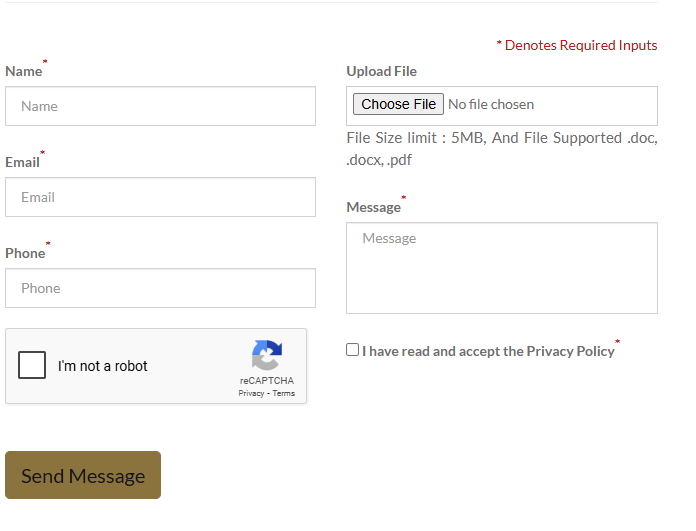 * Denotes Required Inputs
Name*
Name
Email*
Email
Phone*
Phone
I'm not a robot
reCAPTCHA
Privacy - Terms
Upload File
Choose File No file chosen
File Size limit : 5MB, And File Supported .doc,
.docx, .pdf
Message*
Message
I have read and accept the Privacy Policy*
Send Message